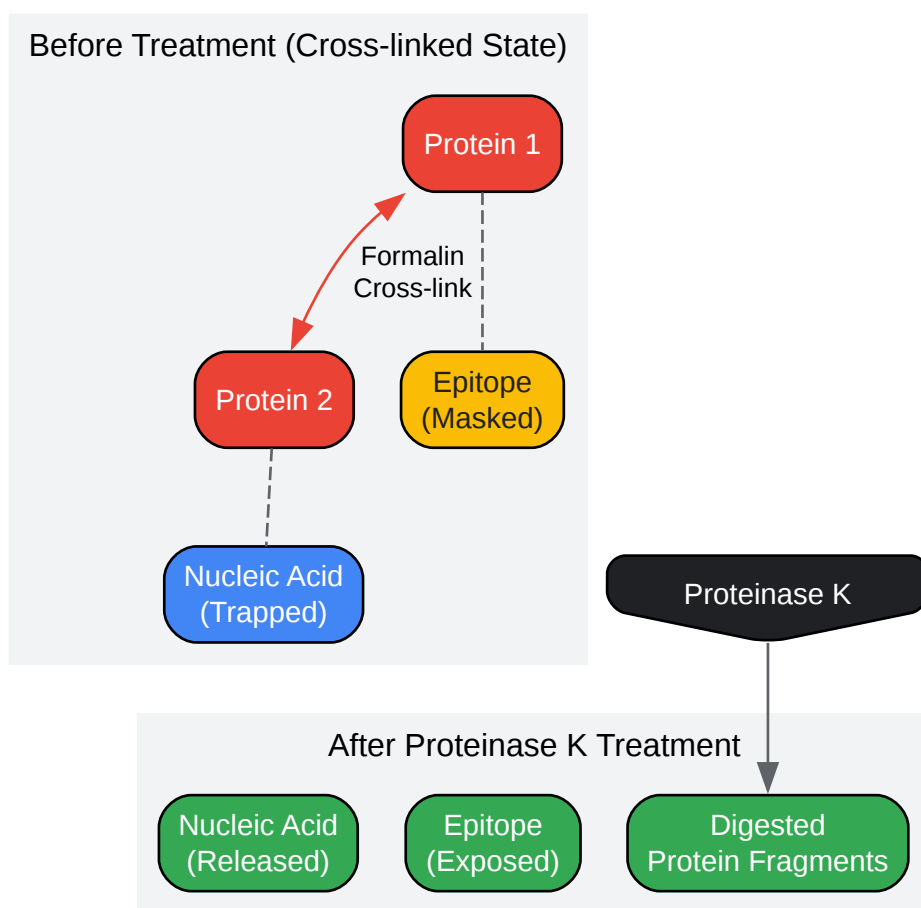 Before Treatment (Cross-linked State)
Protein 1
Formalin
Cross-link
Protein 2
Epitope
(Masked)
Nucleic Acid
(Trapped)
Proteinase K
After Proteinase K Treatment
Nucleic Acid
(Released)
Epitope
(Exposed)
Digested
Protein Fragments